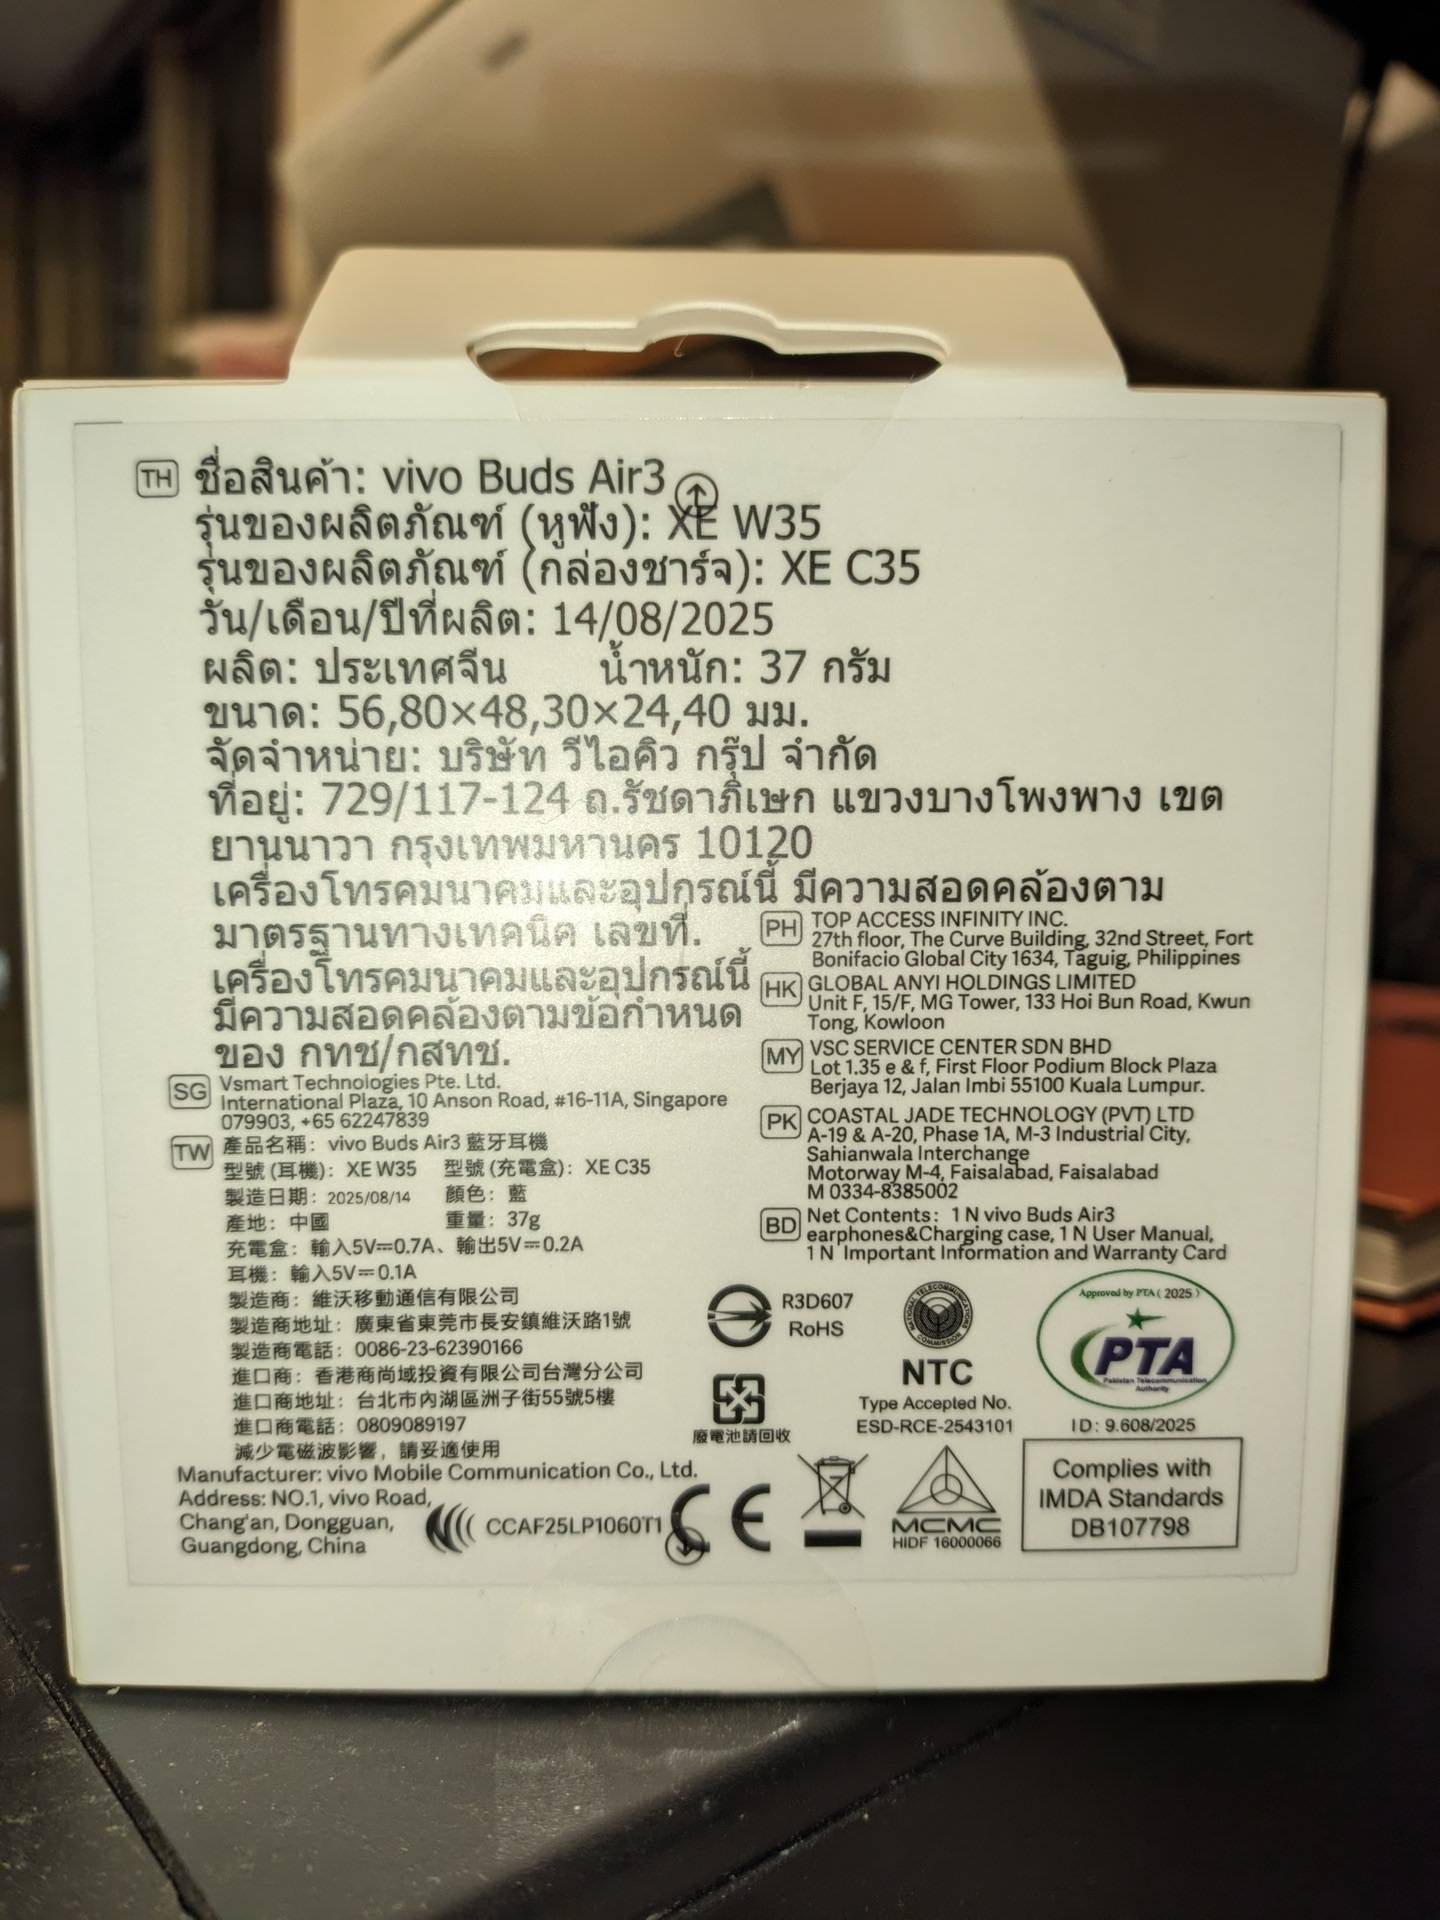 TH ชื่อสินค้า: vivo Buds Air3
รุ่นของผลิตภัณฑ์ (หูฟัง): XE W35
รุ่นของผลิตภัณฑ์ (กล่องชาร์จ): XE C35
วัน/เดือน/ปีที่ผลิต: 14/08/2025
ผลิต: ประเทศจีน น้ำหนัก: 37 กรัม
ขนาด: 56,80×48,30×24,40 มม.
จัดจำหน่าย: บริษัท วีไอคิว กรุ๊ป จำกัด
ที่อยู่: 729/117-124 ถ.รัชดาภิเษก แขวงบางโพงพาง เขต
ยานนาวา กรุงเทพมหานคร 10120
เครื่องโทรคมนาคมและอุปกรณ์นี้ มีความสอดคล้องตาม
มาตรฐานทางเทคนิค เลขที่.
เครื่องโทรคมนาคมและอุปกรณ์นี้
มีความสอดคล้องตามข้อกำหนด
ของ กทช/กสทช.
SG Vsmart Technologies Pte. Ltd.
International Plaza, 10 Anson Road, #16-11A, Singapore
079903, +65 62247839
TW 產品名稱：vivo Buds Air3 藍牙耳機
型號 (耳機)：XE W35 型號 (充電盒)：XE C35
製造日期：2025/08/14 顏色：藍
產地：中國 重量：37g
充電盒：輸入5V⎓0.7A、輸出5V⎓0.2A
耳機：輸入5V⎓0.1A
製造商：維沃移動通信有限公司
製造商地址：廣東省東莞市長安鎮維沃路1號
製造商電話：0086-23-62390166
進口商：香港商尚域投資有限公司台灣分公司
進口商地址：台北市內湖區洲子街55號5樓
進口商電話：0809089197
減少電磁波影響，請妥適使用
Manufacturer: vivo Mobile Communication Co., Ltd.
Address: NO.1, vivo Road,
Chang'an, Dongguan,
Guangdong, China
CCAF25LP1060T1
CE
PH TOP ACCESS INFINITY INC.
27th floor, The Curve Building, 32nd Street, Fort
Bonifacio Global City 1634, Taguig, Philippines
HK GLOBAL ANYI HOLDINGS LIMITED
Unit F, 15/F, MG Tower, 133 Hoi Bun Road, Kwun
Tong, Kowloon
MY VSC SERVICE CENTER SDN BHD
Lot 1.35 e & f, First Floor Podium Block Plaza
Berjaya 12, Jalan Imbi 55100 Kuala Lumpur.
PK COASTAL JADE TECHNOLOGY (PVT) LTD
A-19 & A-20, Phase 1A, M-3 Industrial City,
Sahianwala Interchange
Motorway M-4, Faisalabad, Faisalabad
M 0334-8385002
BD Net Contents: 1 N vivo Buds Air3
earphones&Charging case, 1 N User Manual,
1 N Important Information and Warranty Card
R3D607
RoHS
廢電池請回收
NATIONAL TELECOMMUNICATIONS COMMISSION
NTC
Type Accepted No.
ESD-RCE-2543101
Approved by PTA ( 2025 )
PTA
Pakistan Telecommunication
Authority
ID: 9.608/2025
MCMC
HIDF 16000066
Complies with
IMDA Standards
DB107798